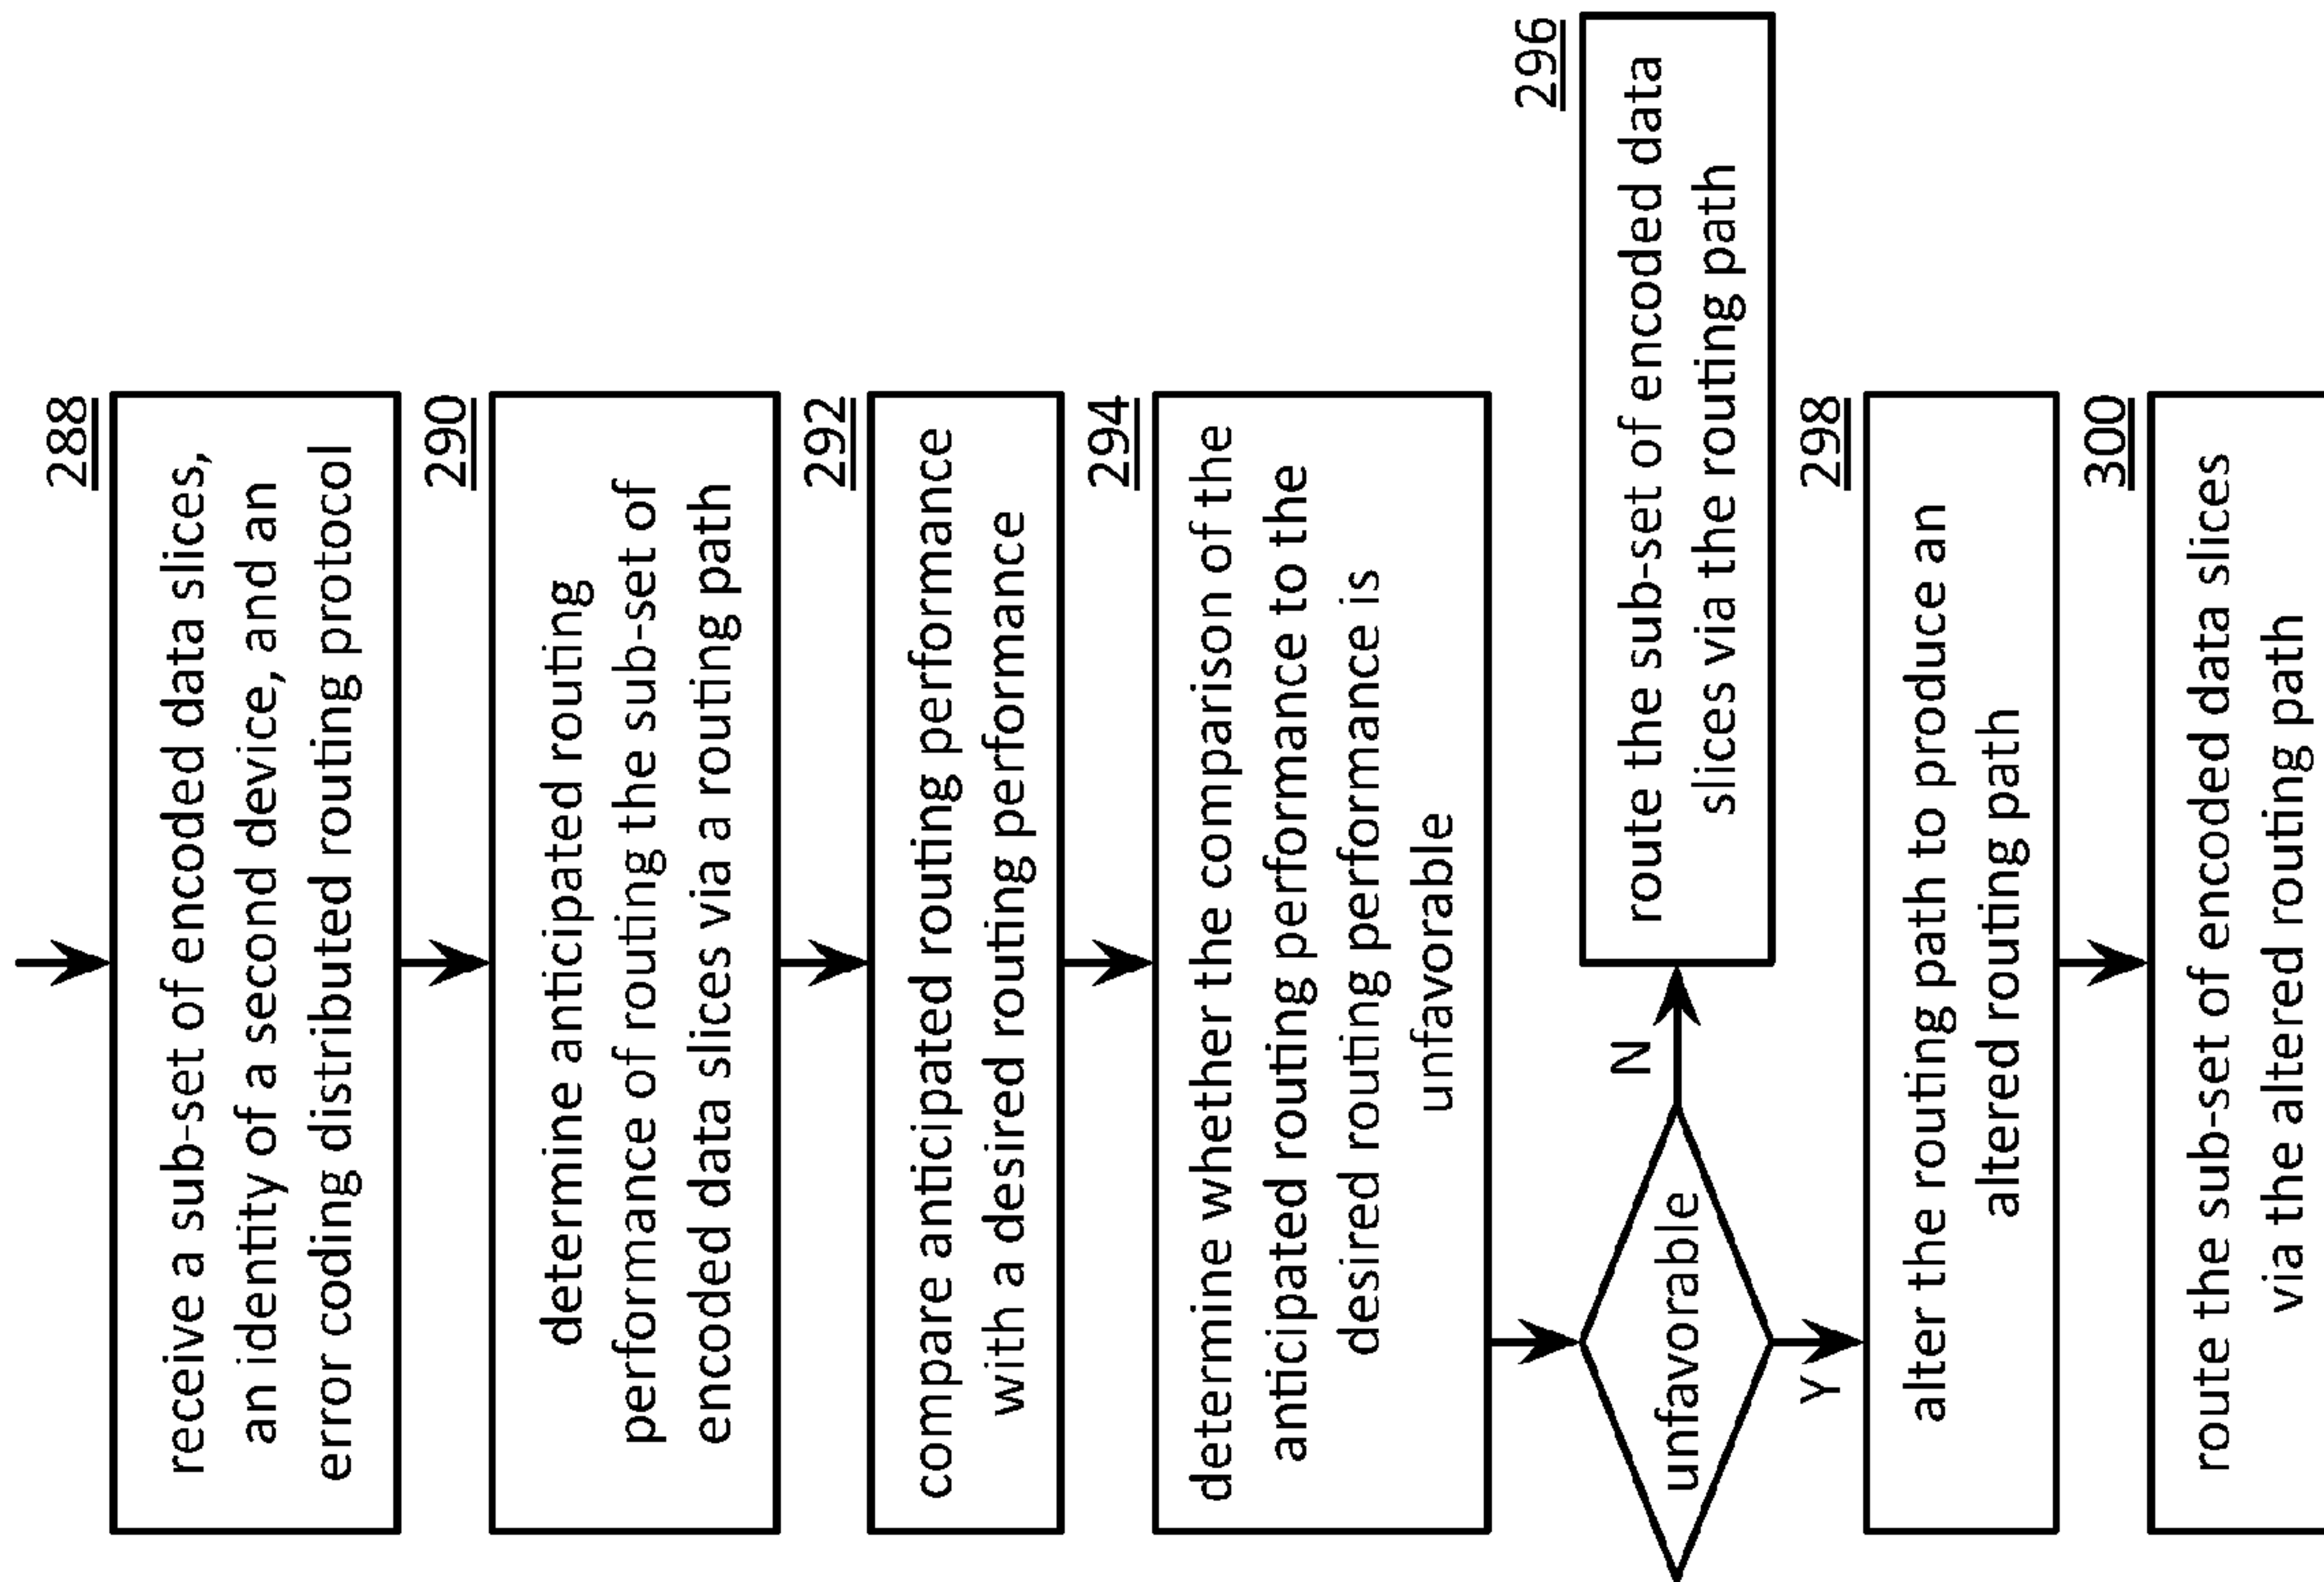 288
receive a sub-set of encoded data slices,
an identity of a second device, and an
error coding distributed routing protocol
290
determine anticipated routing
performance of routing the sub-set of
encoded data slices via a routing path
292
compare anticipated routing performance
with a desired routing performance
294
determine whether the comparison of the
anticipated routing performance to the
desired routing performance is
unfavorable
unfavorable
N
296
route the sub-set of encoded data
slices via the routing path
Y
298
alter the routing path to produce an
altered routing path
300
route the sub-set of encoded data slices
via the altered routing path